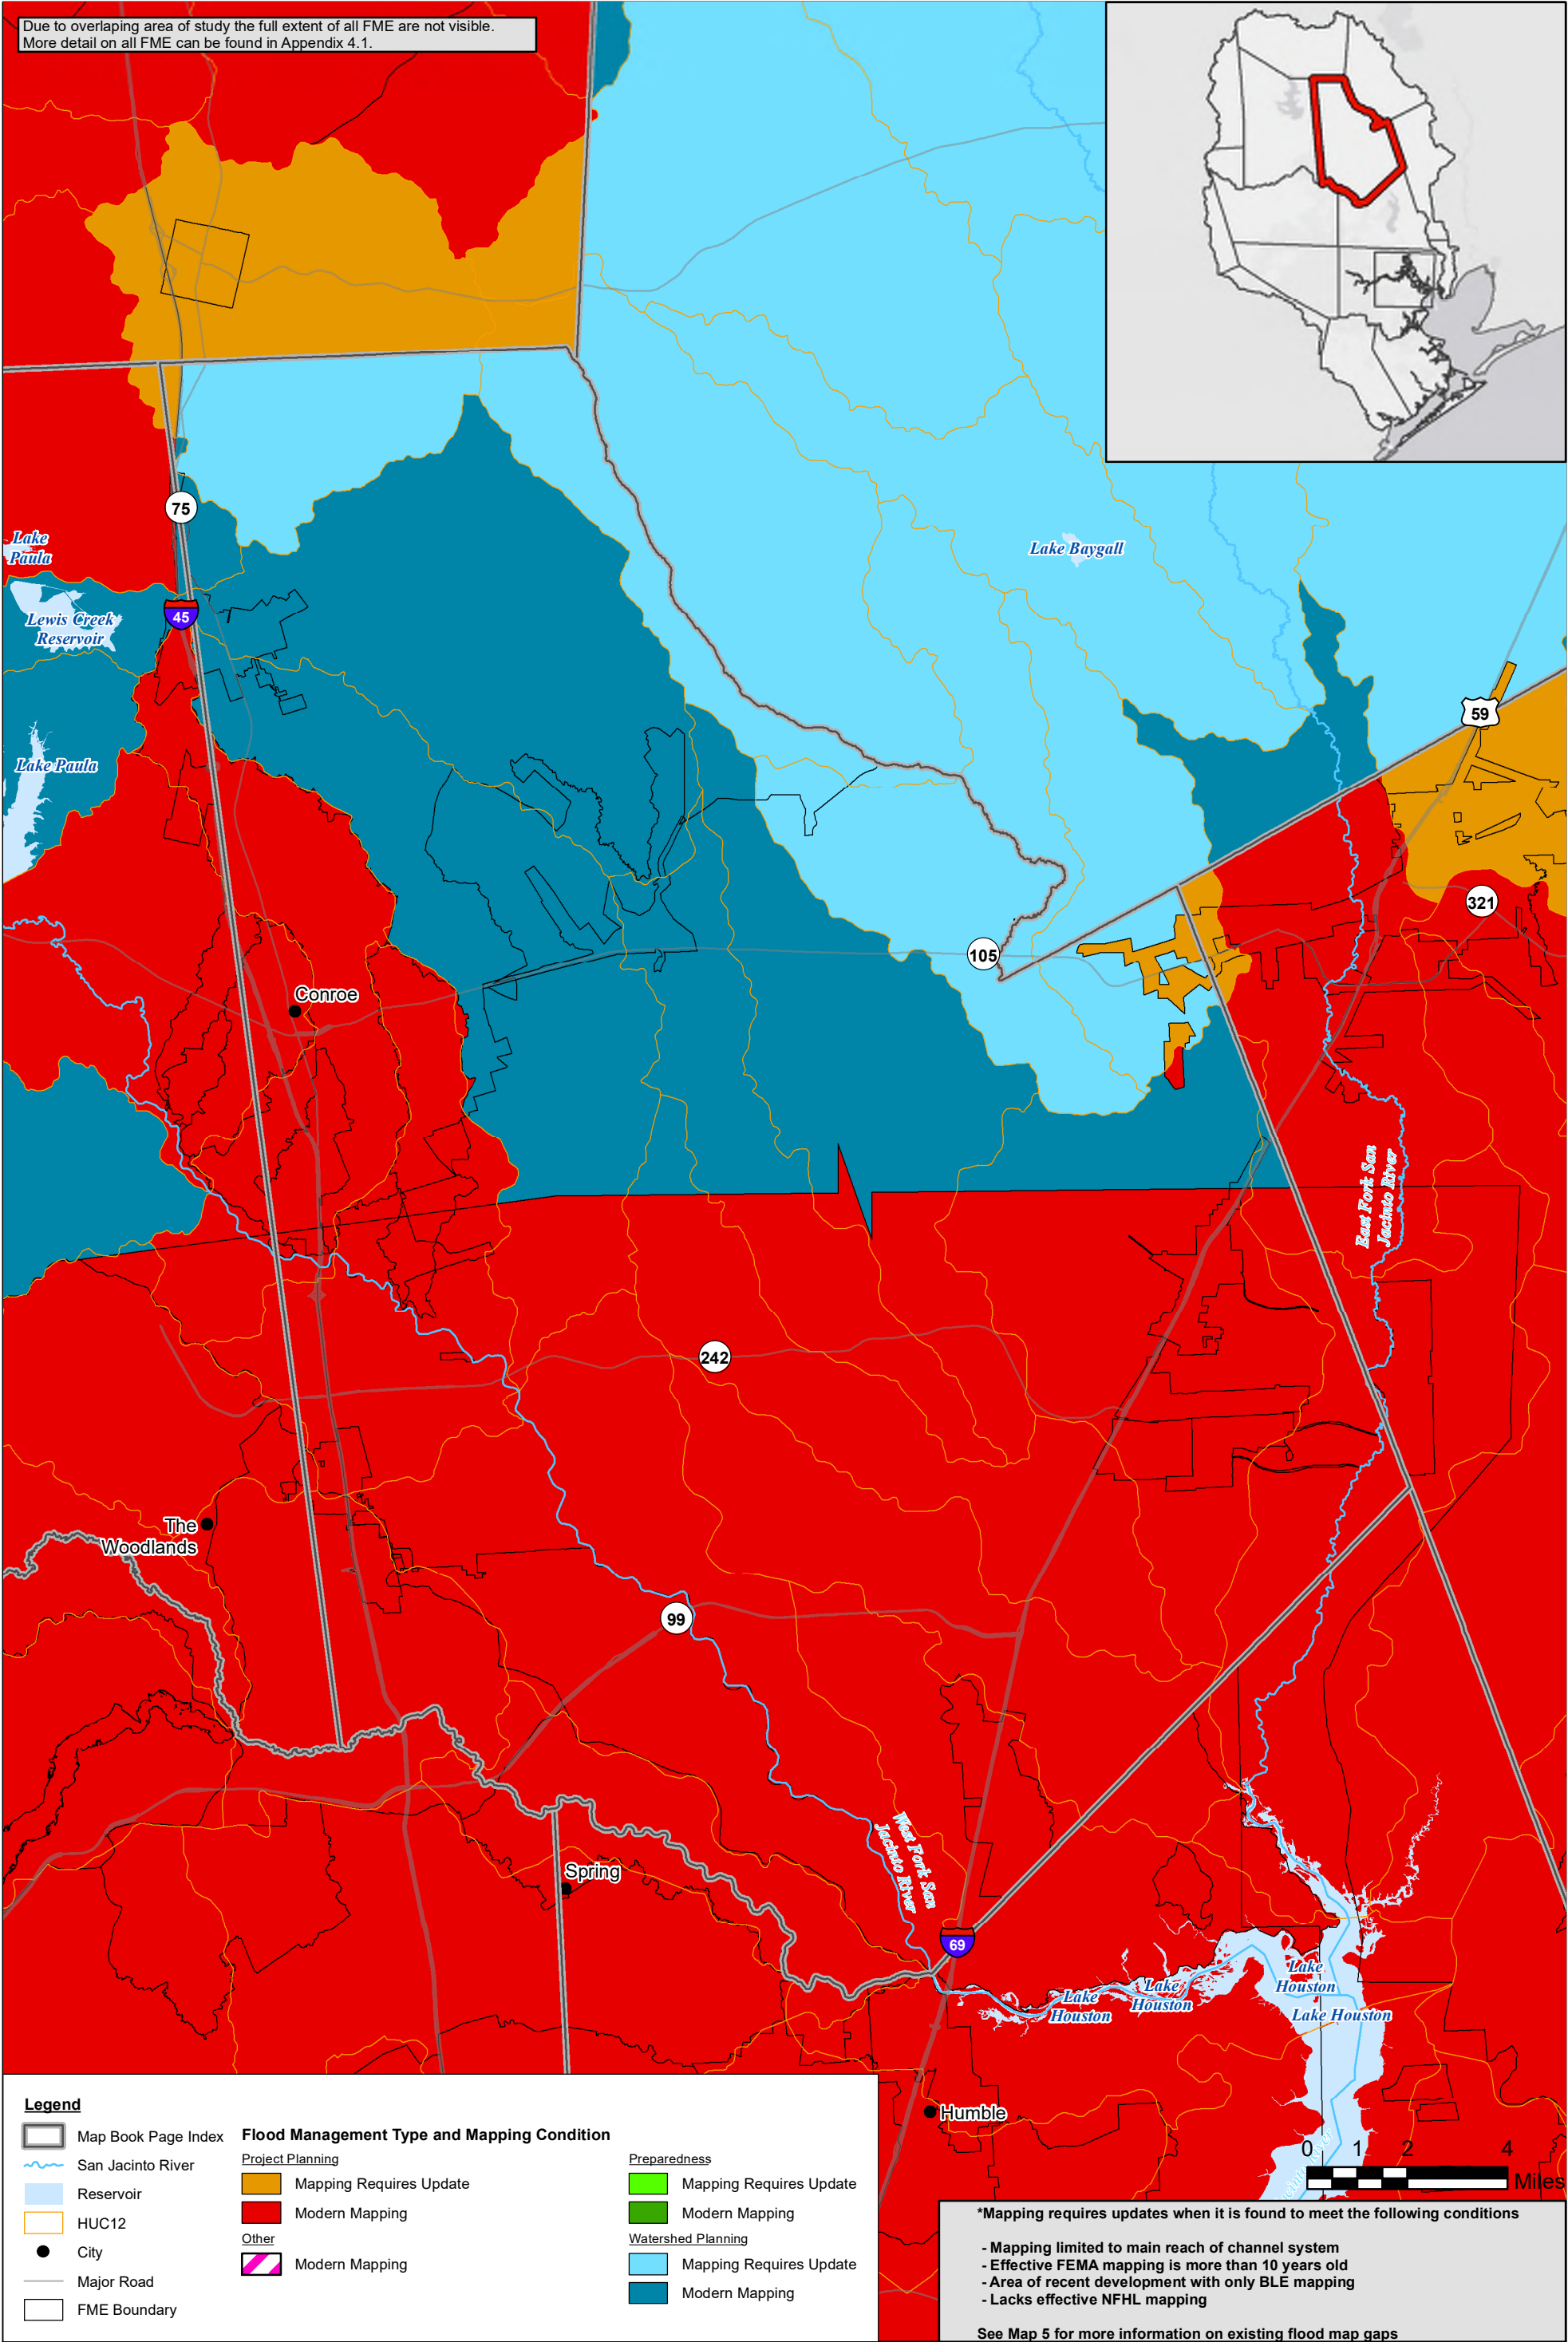 Due to overlaping area of study the full extent of all FME are not visible.
More detail on all FME can be found in Appendix 4.1.
75
Lake
Paula
Lewis Creek
Reservoir
45
Lake Baygall
59
Lake Paula
321
105
Conroe
East Fork San
Jacinto River
242
The
Woodlands
99
West Fork San
Jacinto River
Spring
69
Lake
Houston
Lake
Houston
Lake
Houston
Lake Houston
Humble
0 1 2 4
Miles
Legend
Map Book Page Index
San Jacinto River
Reservoir
HUC12
City
Major Road
FME Boundary
Flood Management Type and Mapping Condition
Project Planning
Mapping Requires Update
Modern Mapping
Other
Modern Mapping
Preparedness
Mapping Requires Update
Modern Mapping
Watershed Planning
Mapping Requires Update
Modern Mapping
*Mapping requires updates when it is found to meet the following conditions
- Mapping limited to main reach of channel system
- Effective FEMA mapping is more than 10 years old
- Area of recent development with only BLE mapping
- Lacks effective NFHL mapping
See Map 5 for more information on existing flood map gaps